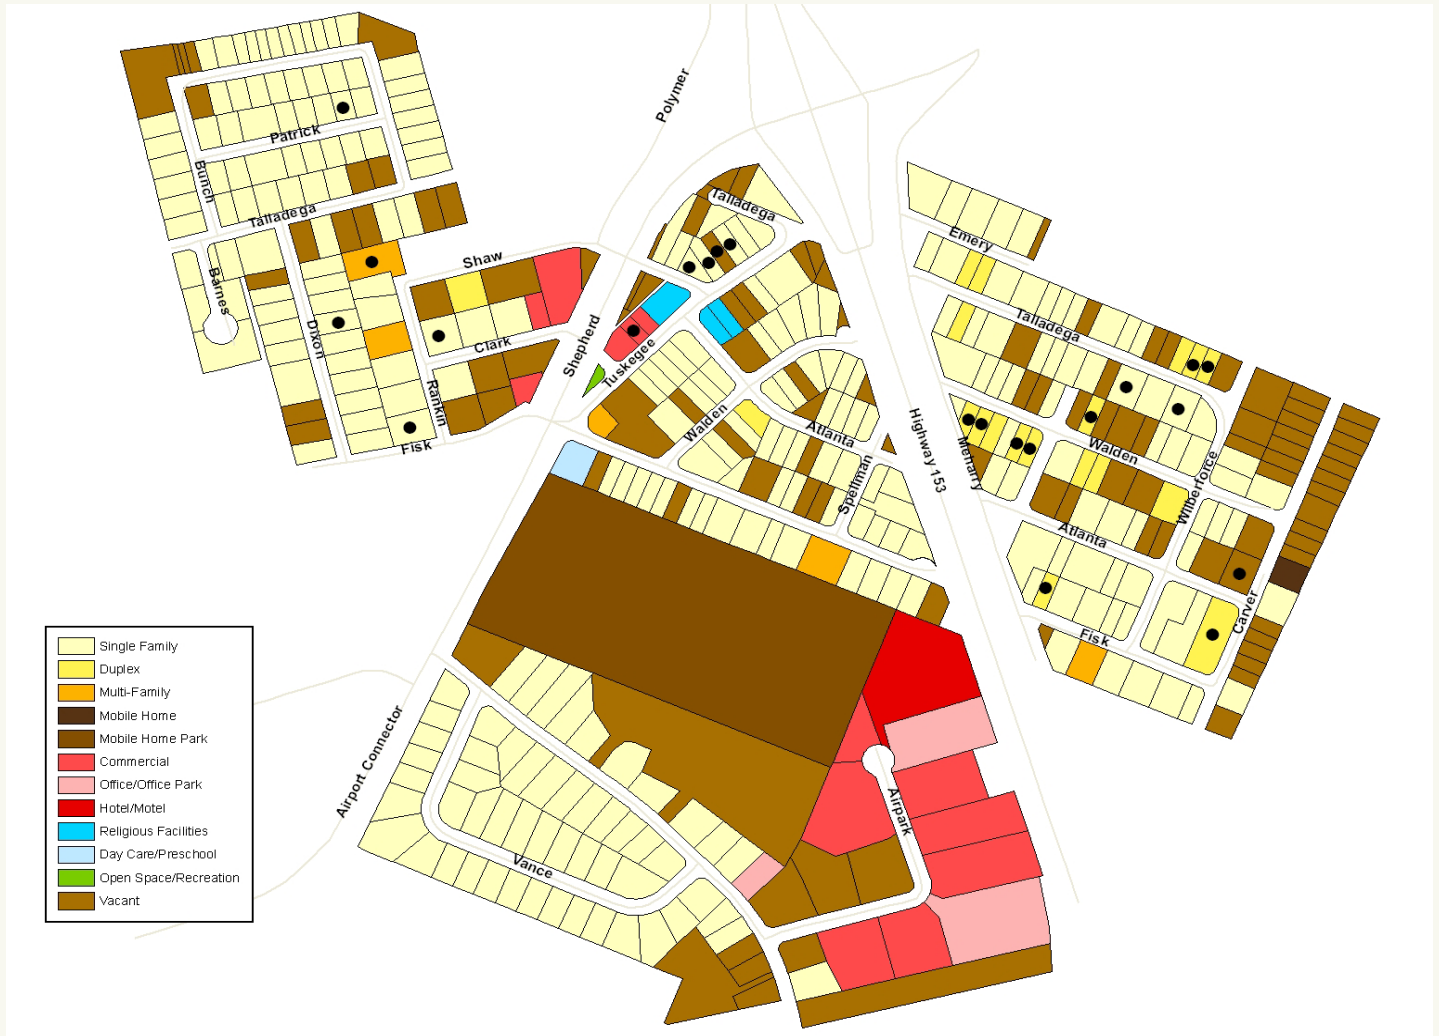 Polymer
Patrick
Bunch
Talladega
Talladega
Emery
Shaw
Barnes
Dixon
Talladega
Clark
Shepherd
Tuskegee
Rankin
Walden
Atlanta
Highway 153
Meharry
Walden
Fisk
Spellman
Wilberforce
Atlanta
Carver
Fisk
Single Family
Duplex
Multi-Family
Mobile Home
Mobile Home Park
Commercial
Office/Office Park
Hotel/Motel
Religious Facilities
Day Care/Preschool
Open Space/Recreation
Vacant
Airport Connector
Airpark
Vance